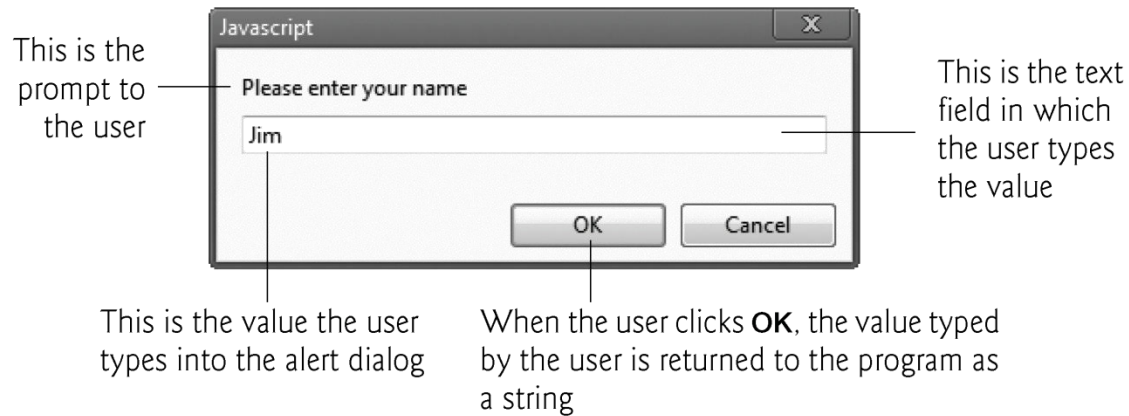 Javascript
X
This is the
prompt to
the user
Please enter your name
Jim
This is the text
field in which
the user types
the value
OK
Cancel
This is the value the user
types into the alert dialog
When the user clicks OK, the value typed
by the user is returned to the program as
a string